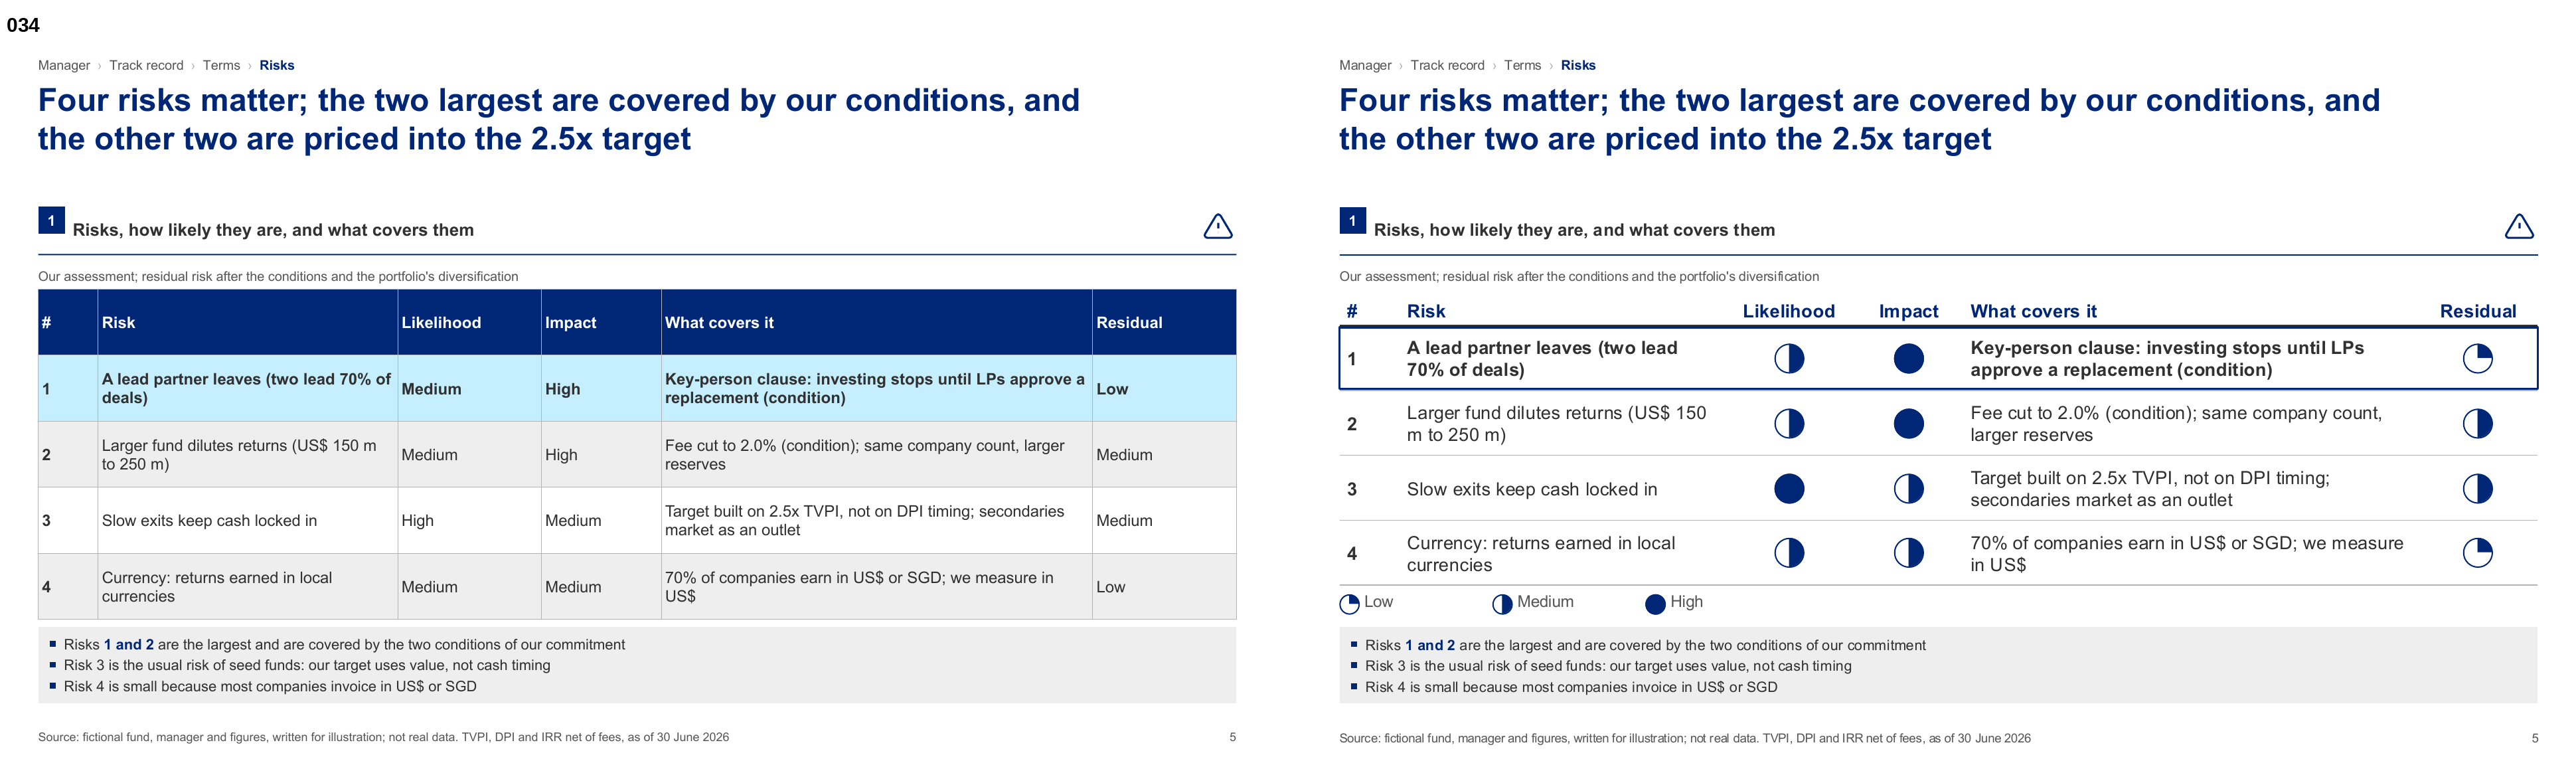 034
Manager › Track record › Terms › Risks
Four risks matter; the two largest are covered by our conditions, and
the other two are priced into the 2.5x target
1
Risks, how likely they are, and what covers them
Our assessment; residual risk after the conditions and the portfolio's diversification
# Risk Likelihood Impact What covers it Residual
1 A lead partner leaves (two lead 70% of deals) Medium High Key-person clause: investing stops until LPs approve a replacement (condition) Low
2 Larger fund dilutes returns (US$ 150 m to 250 m) Medium High Fee cut to 2.0% (condition); same company count, larger reserves Medium
3 Slow exits keep cash locked in High Medium Target built on 2.5x TVPI, not on DPI timing; secondaries market as an outlet Medium
4 Currency: returns earned in local currencies Medium Medium 70% of companies earn in US$ or SGD; we measure in US$ Low
Risks 1 and 2 are the largest and are covered by the two conditions of our commitment
Risk 3 is the usual risk of seed funds: our target uses value, not cash timing
Risk 4 is small because most companies invoice in US$ or SGD
Source: fictional fund, manager and figures, written for illustration; not real data. TVPI, DPI and IRR net of fees, as of 30 June 2026
5
Manager › Track record › Terms › Risks
Four risks matter; the two largest are covered by our conditions, and
the other two are priced into the 2.5x target
1
Risks, how likely they are, and what covers them
Our assessment; residual risk after the conditions and the portfolio's diversification
# Risk Likelihood Impact What covers it Residual
1 A lead partner leaves (two lead 70% of deals) Key-person clause: investing stops until LPs approve a replacement (condition)
2 Larger fund dilutes returns (US$ 150 m to 250 m) Fee cut to 2.0% (condition); same company count, larger reserves
3 Slow exits keep cash locked in Target built on 2.5x TVPI, not on DPI timing; secondaries market as an outlet
4 Currency: returns earned in local currencies 70% of companies earn in US$ or SGD; we measure in US$
Low Medium High
Risks 1 and 2 are the largest and are covered by the two conditions of our commitment
Risk 3 is the usual risk of seed funds: our target uses value, not cash timing
Risk 4 is small because most companies invoice in US$ or SGD
Source: fictional fund, manager and figures, written for illustration; not real data. TVPI, DPI and IRR net of fees, as of 30 June 2026
5